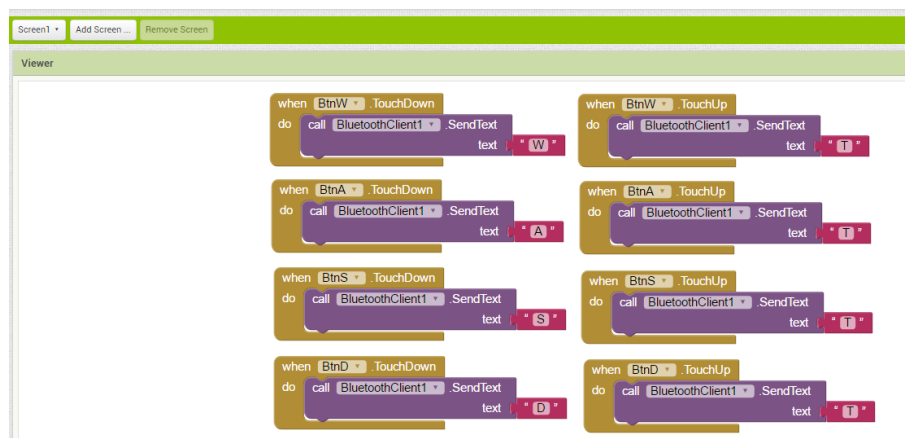 Screen1 Add Screen ... Remove Screen
Viewer
when BtnW .TouchDown
do call BluetoothClient1 .SendText
text " W "
when BtnW .TouchUp
do call BluetoothClient1 .SendText
text " T "
when BtnA .TouchDown
do call BluetoothClient1 .SendText
text " A "
when BtnA .TouchUp
do call BluetoothClient1 .SendText
text " T "
when BtnS .TouchDown
do call BluetoothClient1 .SendText
text " S "
when BtnS .TouchUp
do call BluetoothClient1 .SendText
text " T "
when BtnD .TouchDown
do call BluetoothClient1 .SendText
text " D "
when BtnD .TouchUp
do call BluetoothClient1 .SendText
text " T "